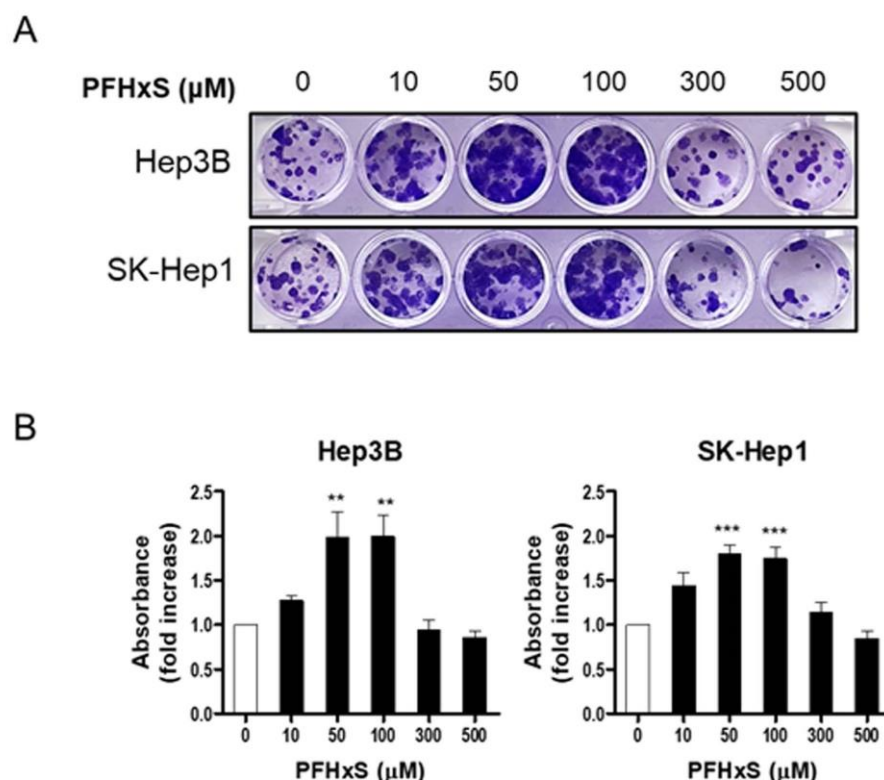 A
PFHxS (µM) 0 10 50 100 300 500
Hep3B
SK-Hep1
B
Hep3B
Absorbance
(fold increase)
2.5
2.0
1.5
1.0
0.5
0.0
** **
0 10 50 100 300 500
PFHxS (µM)
SK-Hep1
Absorbance
(fold increase)
2.5
2.0
1.5
1.0
0.5
0.0
*** ***
0 10 50 100 300 500
PFHxS (µM)